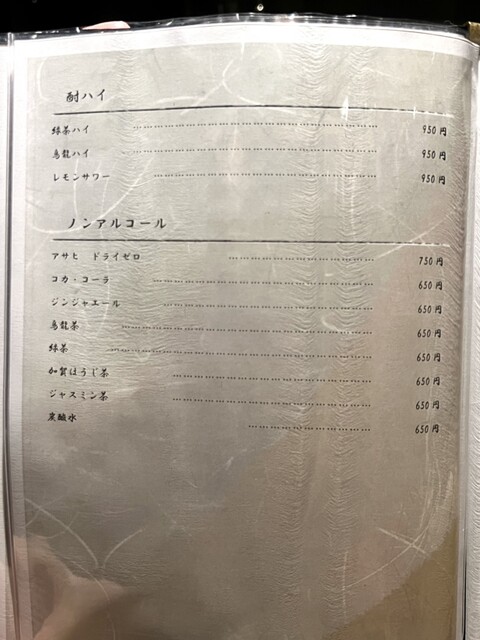 酎ハイ
緑茶ハイ 950円
烏龍ハイ 950円
レモンサワー 950円
ノンアルコール
アサヒ ドライゼロ 750円
コカ・コーラ 650円
ジンジャエール 650円
烏龍茶 650円
緑茶 650円
加賀ほうじ茶 650円
ジャスミン茶 650円
炭酸水 650円